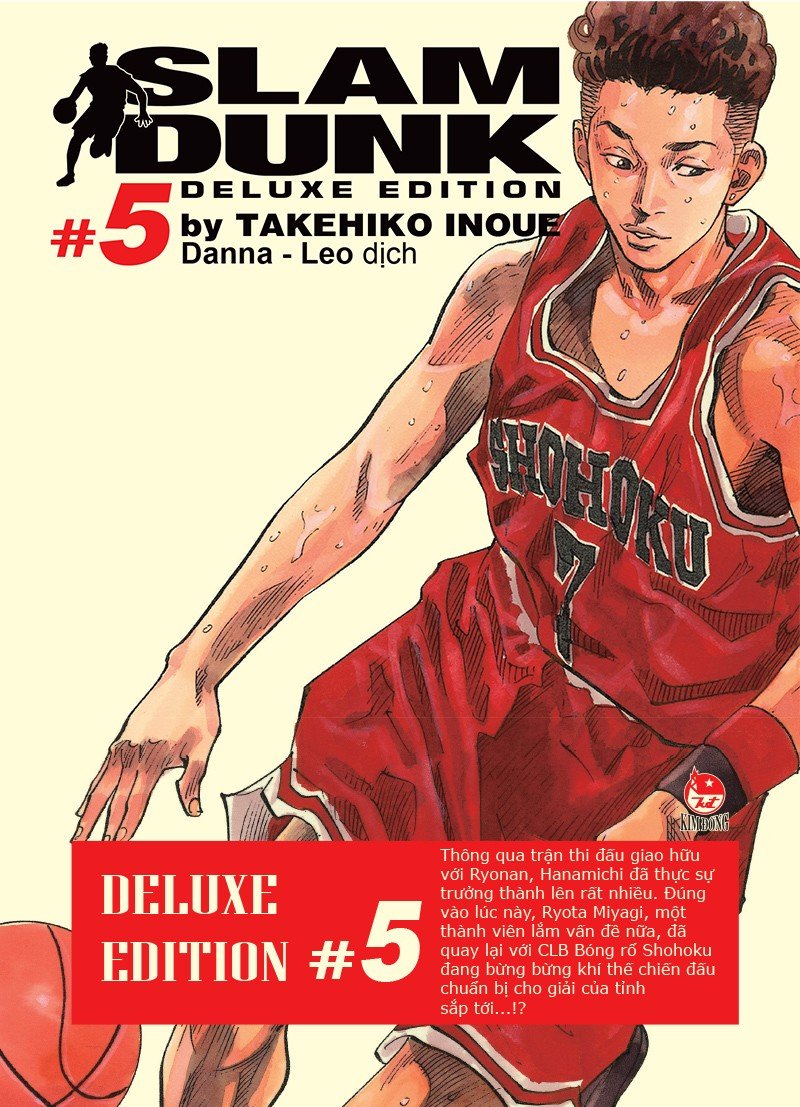 SLAM
DUNK
DELUXE EDITION
#5 by TAKEHIKO INOUE
Danna - Leo dịch
SHOHOKU
7
Kub
KIM ĐỒNG
DELUXE
EDITION #5
Thông qua trận thi đấu giao hữu
với Ryonan, Hanamichi đã thực sự
trưởng thành lên rất nhiều. Đúng
vào lúc này, Ryota Miyagi, một
thành viên lắm vấn đề nữa, đã
quay lại với CLB Bóng rổ Shohoku
đang bừng bừng khí thế chiến đấu
chuẩn bị cho giải của tỉnh
sắp tới...!?